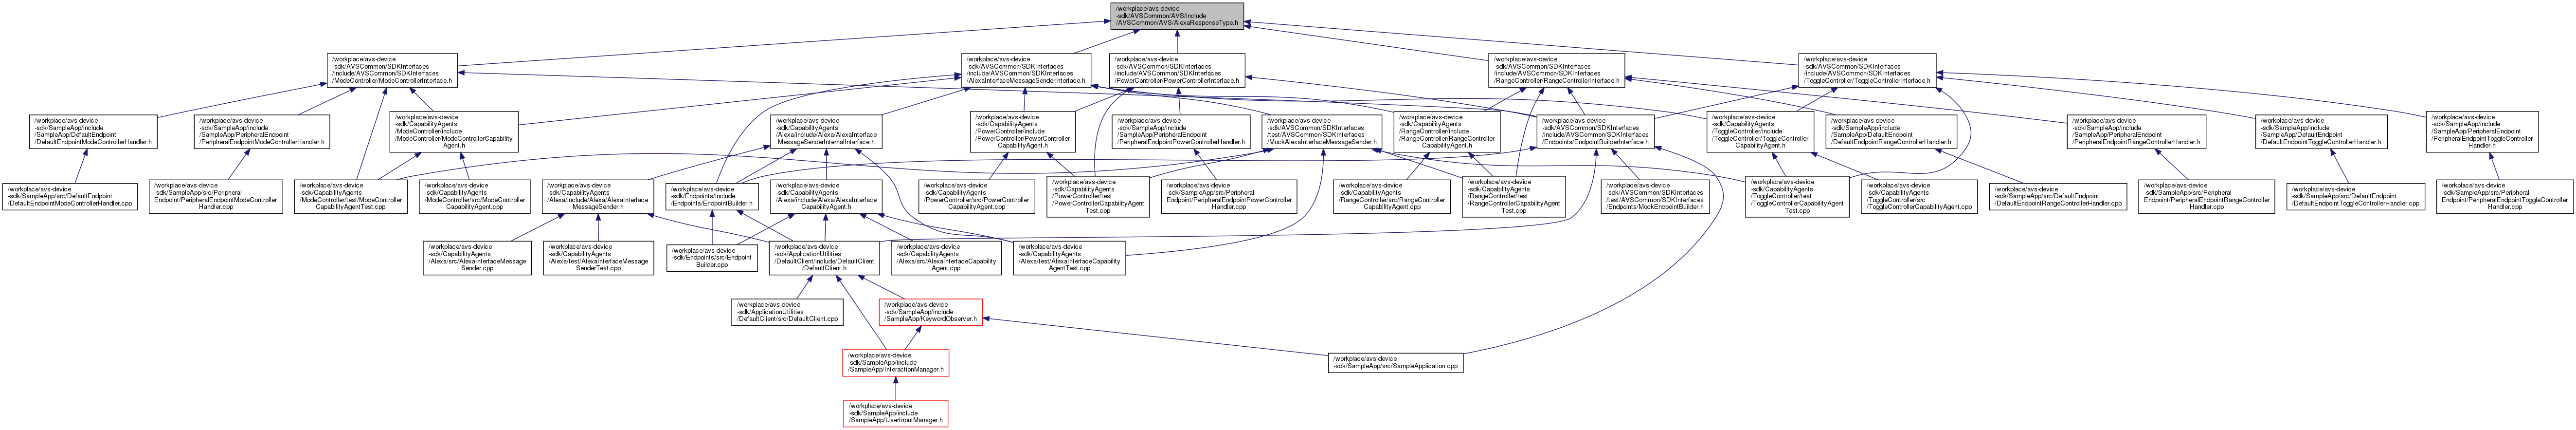 /workplace/avs-device
-sdk/AVSCommon/AVS/include
/AVSCommon/AVS/AlexaResponseType.h
/workplace/avs-device
-sdk/AVSCommon/SDKInterfaces
/include/AVSCommon/SDKInterfaces
/ModeController/ModeControllerInterface.h
/workplace/avs-device
-sdk/AVSCommon/SDKInterfaces
/include/AVSCommon/SDKInterfaces
/AlexaInterfaceMessageSenderInterface.h
/workplace/avs-device
-sdk/AVSCommon/SDKInterfaces
/include/AVSCommon/SDKInterfaces
/PowerController/PowerControllerInterface.h
/workplace/avs-device
-sdk/AVSCommon/SDKInterfaces
/include/AVSCommon/SDKInterfaces
/RangeController/RangeControllerInterface.h
/workplace/avs-device
-sdk/AVSCommon/SDKInterfaces
/include/AVSCommon/SDKInterfaces
/ToggleController/ToggleControllerInterface.h
/workplace/avs-device
-sdk/SampleApp/include
/SampleApp/DefaultEndpoint
/DefaultEndpointModeControllerHandler.h
/workplace/avs-device
-sdk/SampleApp/include
/SampleApp/PeripheralEndpoint
/PeripheralEndpointModeControllerHandler.h
/workplace/avs-device
-sdk/CapabilityAgents
/ModeController/include
/ModeController/ModeControllerCapability
Agent.h
/workplace/avs-device
-sdk/CapabilityAgents
/Alexa/include/Alexa/AlexaInterface
MessageSenderInternalInterface.h
/workplace/avs-device
-sdk/CapabilityAgents
/PowerController/include
/PowerController/PowerController
CapabilityAgent.h
/workplace/avs-device
-sdk/SampleApp/include
/SampleApp/PeripheralEndpoint
/PeripheralEndpointPowerControllerHandler.h
/workplace/avs-device
-sdk/AVSCommon/SDKInterfaces
/test/AVSCommon/SDKInterfaces
/MockAlexaInterfaceMessageSender.h
/workplace/avs-device
-sdk/CapabilityAgents
/RangeController/include
/RangeController/RangeController
CapabilityAgent.h
/workplace/avs-device
-sdk/AVSCommon/SDKInterfaces
/include/AVSCommon/SDKInterfaces
/Endpoints/EndpointBuilderInterface.h
/workplace/avs-device
-sdk/CapabilityAgents
/ToggleController/include
/ToggleController/ToggleController
CapabilityAgent.h
/workplace/avs-device
-sdk/SampleApp/include
/SampleApp/DefaultEndpoint
/DefaultEndpointRangeControllerHandler.h
/workplace/avs-device
-sdk/SampleApp/include
/SampleApp/PeripheralEndpoint
/PeripheralEndpointRangeControllerHandler.h
/workplace/avs-device
-sdk/SampleApp/include
/SampleApp/DefaultEndpoint
/DefaultEndpointToggleControllerHandler.h
/workplace/avs-device
-sdk/SampleApp/include
/SampleApp/PeripheralEndpoint
/PeripheralEndpointToggleController
Handler.h
/workplace/avs-device
-sdk/SampleApp/src/DefaultEndpoint
/DefaultEndpointModeControllerHandler.cpp
/workplace/avs-device
-sdk/SampleApp/src/Peripheral
Endpoint/PeripheralEndpointModeController
Handler.cpp
/workplace/avs-device
-sdk/CapabilityAgents
/ModeController/test/ModeController
CapabilityAgentTest.cpp
/workplace/avs-device
-sdk/CapabilityAgents
/ModeController/src/ModeController
CapabilityAgent.cpp
/workplace/avs-device
-sdk/CapabilityAgents
/Alexa/include/Alexa/AlexaInterface
MessageSender.h
/workplace/avs-device
-sdk/Endpoints/include
/Endpoints/EndpointBuilder.h
/workplace/avs-device
-sdk/CapabilityAgents
/Alexa/include/Alexa/AlexaInterface
CapabilityAgent.h
/workplace/avs-device
-sdk/CapabilityAgents
/PowerController/src/PowerController
CapabilityAgent.cpp
/workplace/avs-device
-sdk/CapabilityAgents
/PowerController/test
/PowerControllerCapabilityAgent
Test.cpp
/workplace/avs-device
-sdk/SampleApp/src/Peripheral
Endpoint/PeripheralEndpointPowerController
Handler.cpp
/workplace/avs-device
-sdk/CapabilityAgents
/RangeController/src/RangeController
CapabilityAgent.cpp
/workplace/avs-device
-sdk/CapabilityAgents
/RangeController/test
/RangeControllerCapabilityAgent
Test.cpp
/workplace/avs-device
-sdk/AVSCommon/SDKInterfaces
/test/AVSCommon/SDKInterfaces
/Endpoints/MockEndpointBuilder.h
/workplace/avs-device
-sdk/CapabilityAgents
/ToggleController/test
/ToggleControllerCapabilityAgent
Test.cpp
/workplace/avs-device
-sdk/CapabilityAgents
/ToggleController/src
/ToggleControllerCapabilityAgent.cpp
/workplace/avs-device
-sdk/SampleApp/src/DefaultEndpoint
/DefaultEndpointRangeControllerHandler.cpp
/workplace/avs-device
-sdk/SampleApp/src/Peripheral
Endpoint/PeripheralEndpointRangeController
Handler.cpp
/workplace/avs-device
-sdk/SampleApp/src/DefaultEndpoint
/DefaultEndpointToggleControllerHandler.cpp
/workplace/avs-device
-sdk/SampleApp/src/Peripheral
Endpoint/PeripheralEndpointToggleController
Handler.cpp
/workplace/avs-device
-sdk/CapabilityAgents
/Alexa/src/AlexaInterfaceMessage
Sender.cpp
/workplace/avs-device
-sdk/CapabilityAgents
/Alexa/test/AlexaInterfaceMessage
SenderTest.cpp
/workplace/avs-device
-sdk/Endpoints/src/Endpoint
Builder.cpp
/workplace/avs-device
-sdk/ApplicationUtilities
/DefaultClient/include/DefaultClient
/DefaultClient.h
/workplace/avs-device
-sdk/CapabilityAgents
/Alexa/src/AlexaInterfaceCapability
Agent.cpp
/workplace/avs-device
-sdk/CapabilityAgents
/Alexa/test/AlexaInterfaceCapability
AgentTest.cpp
/workplace/avs-device
-sdk/ApplicationUtilities
/DefaultClient/src/DefaultClient.cpp
/workplace/avs-device
-sdk/SampleApp/include
/SampleApp/KeywordObserver.h
/workplace/avs-device
-sdk/SampleApp/include
/SampleApp/InteractionManager.h
/workplace/avs-device
-sdk/SampleApp/src/SampleApplication.cpp
/workplace/avs-device
-sdk/SampleApp/include
/SampleApp/UserInputManager.h